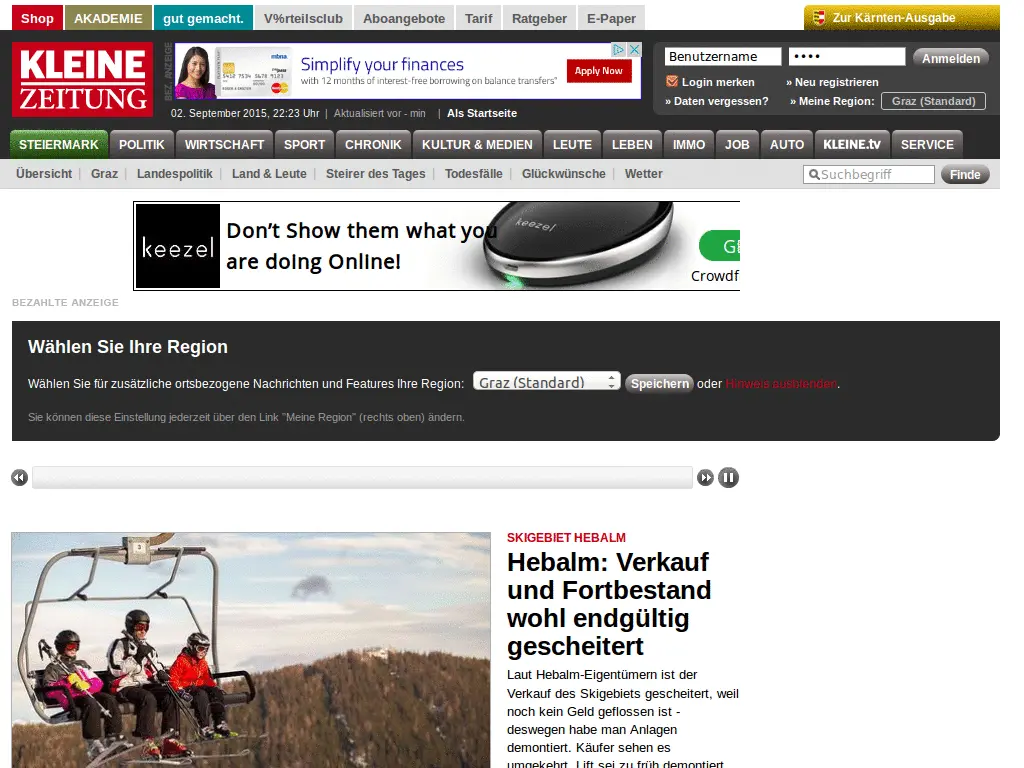 Shop AKADEMIE gut gemacht. V%rteilsclub Aboangebote Tarif Ratgeber E-Paper Zur Kärnten-Ausgabe
KLEINE
ZEITUNG
BEZ. ANZEIGE
Simplify your finances
with 12 months of interest-free borrowing on balance transfers*
mbna
Apply Now
Benutzername •••• Anmelden
Login merken » Neu registrieren
» Daten vergessen? » Meine Region: Graz (Standard)
02. September 2015, 22:23 Uhr | Aktualisiert vor - min | Als Startseite
STEIERMARK POLITIK WIRTSCHAFT SPORT CHRONIK KULTUR & MEDIEN LEUTE LEBEN IMMO JOB AUTO KLEINE.tv SERVICE
Übersicht | Graz | Landespolitik | Land & Leute | Steirer des Tages | Todesfälle | Glückwünsche | Wetter Suchbegriff Finde
keezel
Don't Show them what you
are doing Online!
keezel
Crowdf
BEZAHLTE ANZEIGE
Wählen Sie Ihre Region
Wählen Sie für zusätzliche ortsbezogene Nachrichten und Features Ihre Region: Graz (Standard) Speichern oder Hinweis ausblenden.
Sie können diese Einstellung jederzeit über den Link "Meine Region" (rechts oben) ändern.
3
SKIGEBIET HEBALM
Hebalm: Verkauf
und Fortbestand
wohl endgültig
gescheitert
Laut Hebalm-Eigentümern ist der
Verkauf des Skigebiets gescheitert, weil
noch kein Geld geflossen ist -
deswegen habe man Anlagen
demontiert. Käufer sehen es
umgekehrt. Lift sei zu früh demontiert